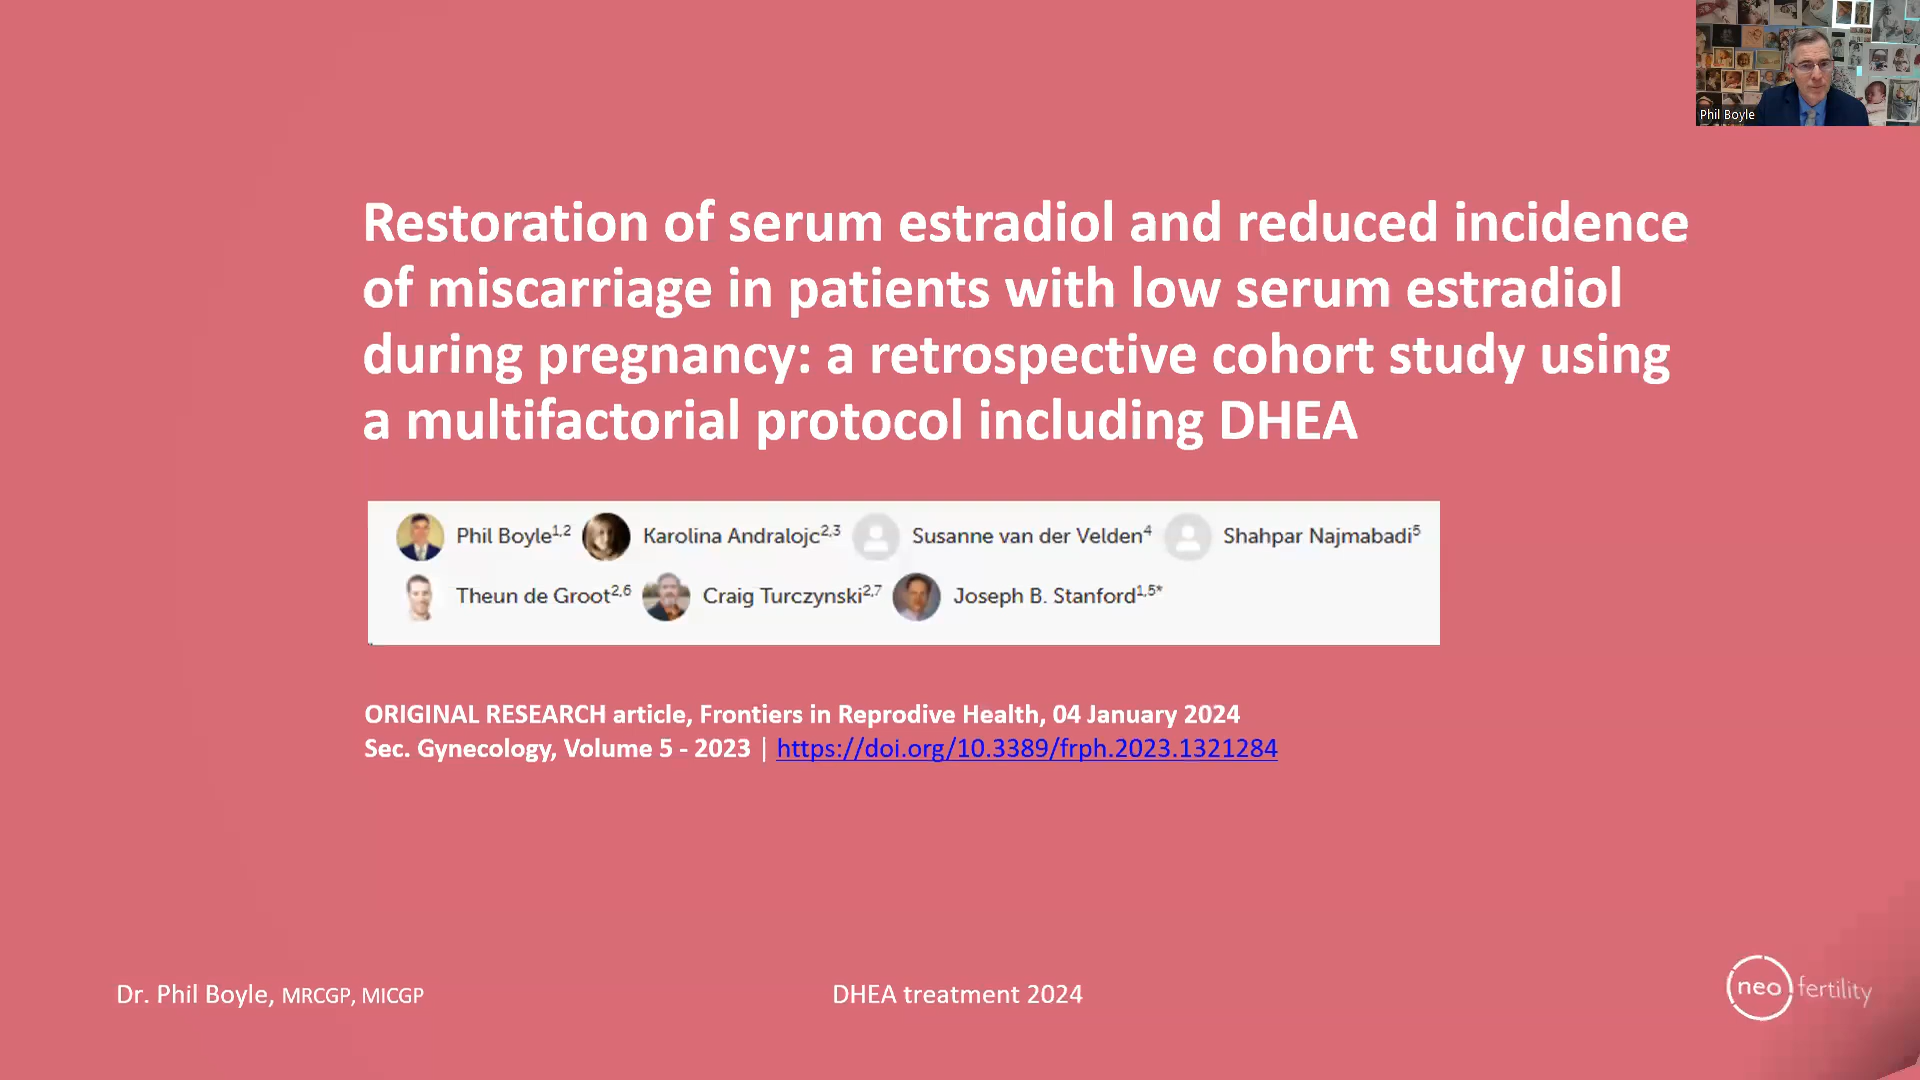 Phil Boyle
Restoration of serum estradiol and reduced incidence
of miscarriage in patients with low serum estradiol
during pregnancy: a retrospective cohort study using
a multifactorial protocol including DHEA
Phil Boyle1,2 Karolina Andralojc2,3 Susanne van der Velden4 Shahpar Najmabadi5
Theun de Groot2,6 Craig Turczynski2,7 Joseph B. Stanford1,5*
ORIGINAL RESEARCH article, Frontiers in Reprodive Health, 04 January 2024
Sec. Gynecology, Volume 5 - 2023 | https://doi.org/10.3389/frph.2023.1321284
Dr. Phil Boyle, MRCGP, MICGP
DHEA treatment 2024
neo fertility